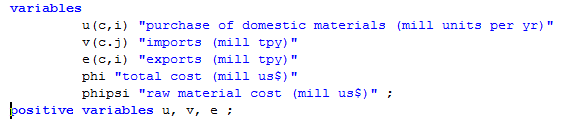 variables
u(c,i) "purchase of domestic materials (mill units per yr)"
v(c.j) "imports (mill tpy)"
e(c,i) "exports (mill tpy)"
phi "total cost (mill us$)"
phipsi "raw material cost (mill us$)" ;
positive variables u, v, e ;